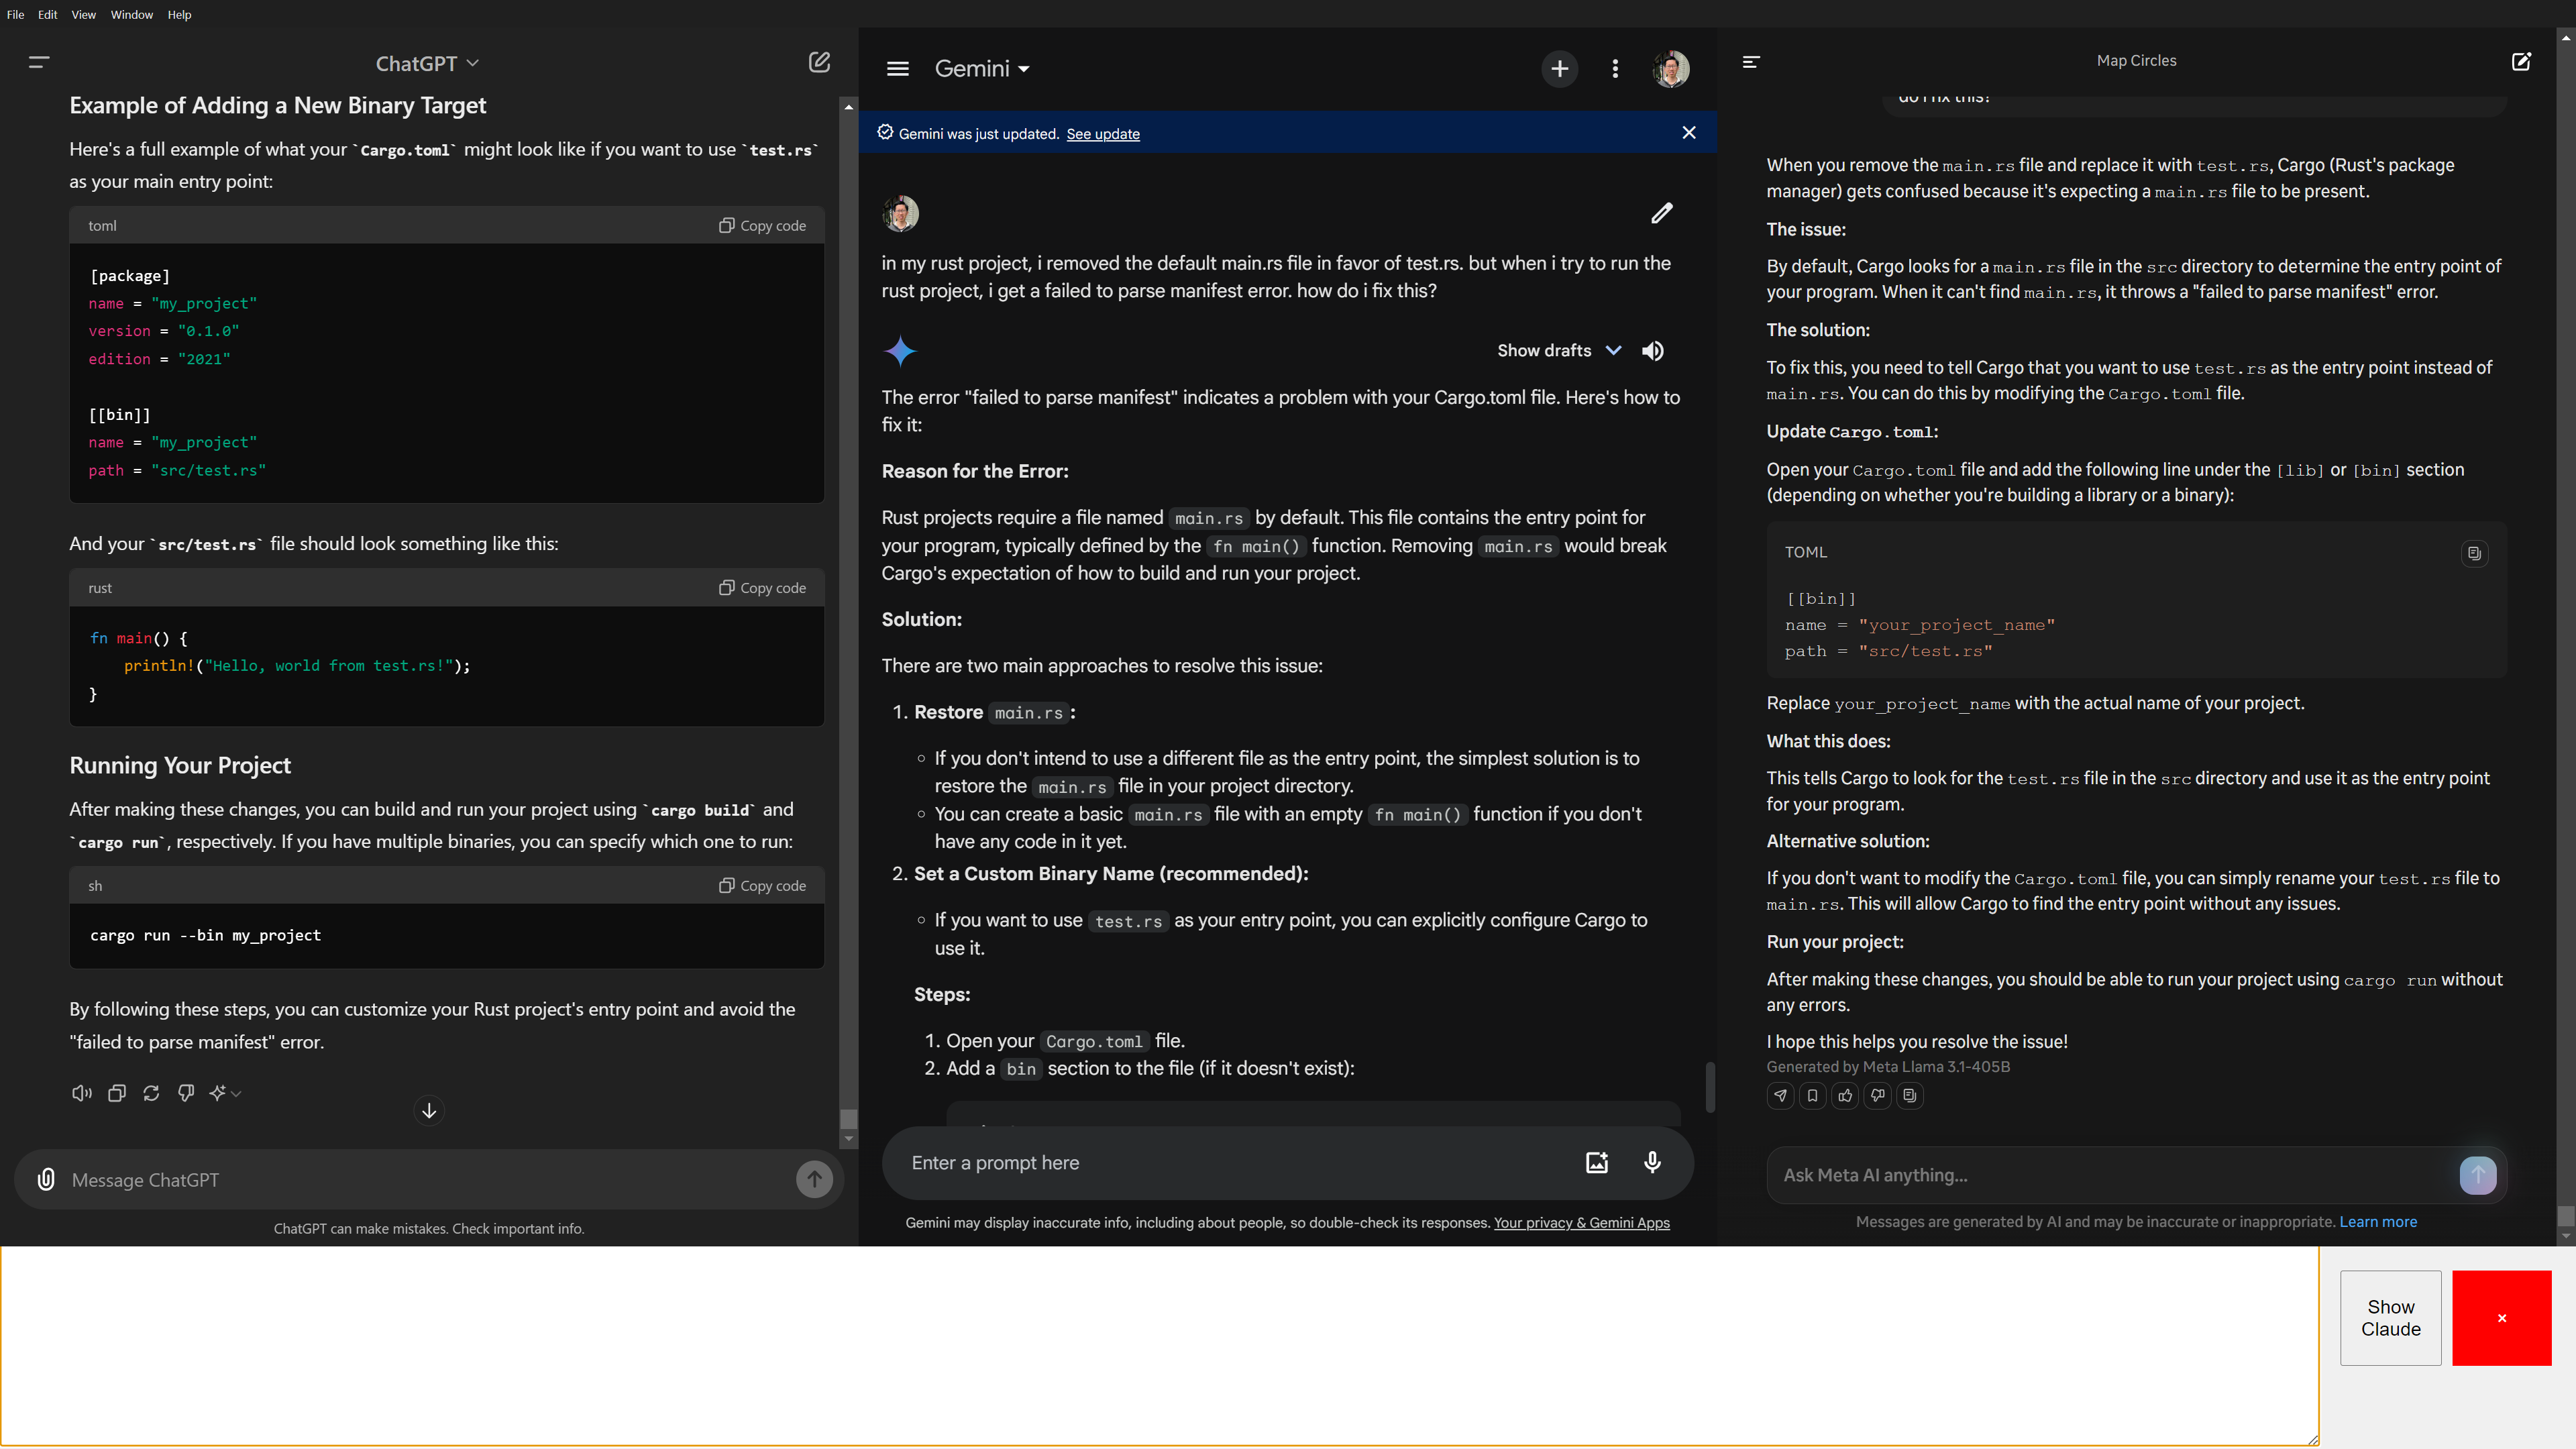 File Edit View Window Help
ChatGPT
Example of Adding a New Binary Target
Here's a full example of what your `Cargo.toml` might look like if you want to use `test.rs`
as your main entry point:
toml
Copy code
[package]
name = "my_project"
version = "0.1.0"
edition = "2021"
[[bin]]
name = "my_project"
path = "src/test.rs"
And your `src/test.rs` file should look something like this:
rust
Copy code
fn main() {
println!("Hello, world from test.rs!");
}
Running Your Project
After making these changes, you can build and run your project using `cargo build` and
`cargo run`, respectively. If you have multiple binaries, you can specify which one to run:
sh
Copy code
cargo run --bin my_project
By following these steps, you can customize your Rust project's entry point and avoid the
"failed to parse manifest" error.
Message ChatGPT
ChatGPT can make mistakes. Check important info.
Gemini
Gemini was just updated. See update
in my rust project, i removed the default main.rs file in favor of test.rs. but when i try to run the
rust project, i get a failed to parse manifest error. how do i fix this?
Show drafts
The error "failed to parse manifest" indicates a problem with your Cargo.toml file. Here's how to
fix it:
Reason for the Error:
Rust projects require a file named main.rs by default. This file contains the entry point for
your program, typically defined by the fn main() function. Removing main.rs would break
Cargo's expectation of how to build and run your project.
Solution:
There are two main approaches to resolve this issue:
1. Restore main.rs :
If you don't intend to use a different file as the entry point, the simplest solution is to
restore the main.rs file in your project directory.
You can create a basic main.rs file with an empty fn main() function if you don't
have any code in it yet.
2. Set a Custom Binary Name (recommended):
If you want to use test.rs as your entry point, you can explicitly configure Cargo to
use it.
Steps:
1. Open your Cargo.toml file.
2. Add a bin section to the file (if it doesn't exist):
Enter a prompt here
Gemini may display inaccurate info, including about people, so double-check its responses. Your privacy & Gemini Apps
Map Circles
do i fix this?
When you remove the main.rs file and replace it with test.rs, Cargo (Rust's package
manager) gets confused because it's expecting a main.rs file to be present.
The issue:
By default, Cargo looks for a main.rs file in the src directory to determine the entry point of
your program. When it can't find main.rs, it throws a "failed to parse manifest" error.
The solution:
To fix this, you need to tell Cargo that you want to use test.rs as the entry point instead of
main.rs. You can do this by modifying the Cargo.toml file.
Update Cargo.toml:
Open your Cargo.toml file and add the following line under the [lib] or [bin] section
(depending on whether you're building a library or a binary):
TOML
[[bin]]
name = "your_project_name"
path = "src/test.rs"
Replace your_project_name with the actual name of your project.
What this does:
This tells Cargo to look for the test.rs file in the src directory and use it as the entry point
for your program.
Alternative solution:
If you don't want to modify the Cargo.toml file, you can simply rename your test.rs file to
main.rs. This will allow Cargo to find the entry point without any issues.
Run your project:
After making these changes, you should be able to run your project using cargo run without
any errors.
I hope this helps you resolve the issue!
Generated by Meta Llama 3.1-405B
Ask Meta AI anything...
Messages are generated by AI and may be inaccurate or inappropriate. Learn more
Show
Claude
×